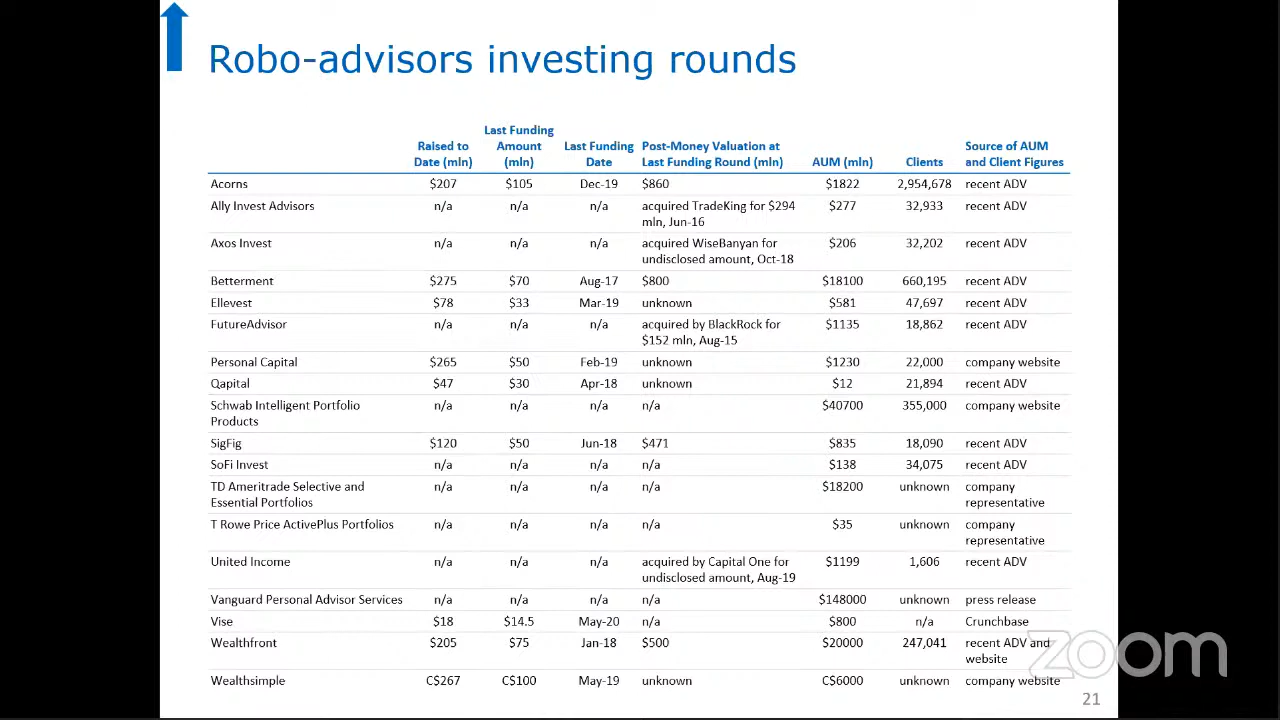 Robo-advisors investing rounds
Raised to Date (mln) Last Funding Amount (mln) Last Funding Date Post-Money Valuation at Last Funding Round (mln) AUM (mln) Clients Source of AUM and Client Figures
Acorns $207 $105 Dec-19 $860 $1822 2,954,678 recent ADV
Ally Invest Advisors n/a n/a n/a acquired TradeKing for $294 mln, Jun-16 $277 32,933 recent ADV
Axos Invest n/a n/a n/a acquired WiseBanyan for undisclosed amount, Oct-18 $206 32,202 recent ADV
Betterment $275 $70 Aug-17 $800 $18100 660,195 recent ADV
Ellevest $78 $33 Mar-19 unknown $581 47,697 recent ADV
FutureAdvisor n/a n/a n/a acquired by BlackRock for $152 mln, Aug-15 $1135 18,862 recent ADV
Personal Capital $265 $50 Feb-19 unknown $1230 22,000 company website
Qapital $47 $30 Apr-18 unknown $12 21,894 recent ADV
Schwab Intelligent Portfolio Products n/a n/a n/a n/a $40700 355,000 company website
SigFig $120 $50 Jun-18 $471 $835 18,090 recent ADV
SoFi Invest n/a n/a n/a n/a $138 34,075 recent ADV
TD Ameritrade Selective and Essential Portfolios n/a n/a n/a n/a $18200 unknown company representative
T Rowe Price ActivePlus Portfolios n/a n/a n/a n/a $35 unknown company representative
United Income n/a n/a n/a acquired by Capital One for undisclosed amount, Aug-19 $1199 1,606 recent ADV
Vanguard Personal Advisor Services n/a n/a n/a n/a $148000 unknown press release
Vise $18 $14.5 May-20 n/a $800 n/a Crunchbase
Wealthfront $205 $75 Jan-18 $500 $20000 247,041 recent ADV and website
Wealthsimple C$267 C$100 May-19 unknown C$6000 unknown company website
zoom
21